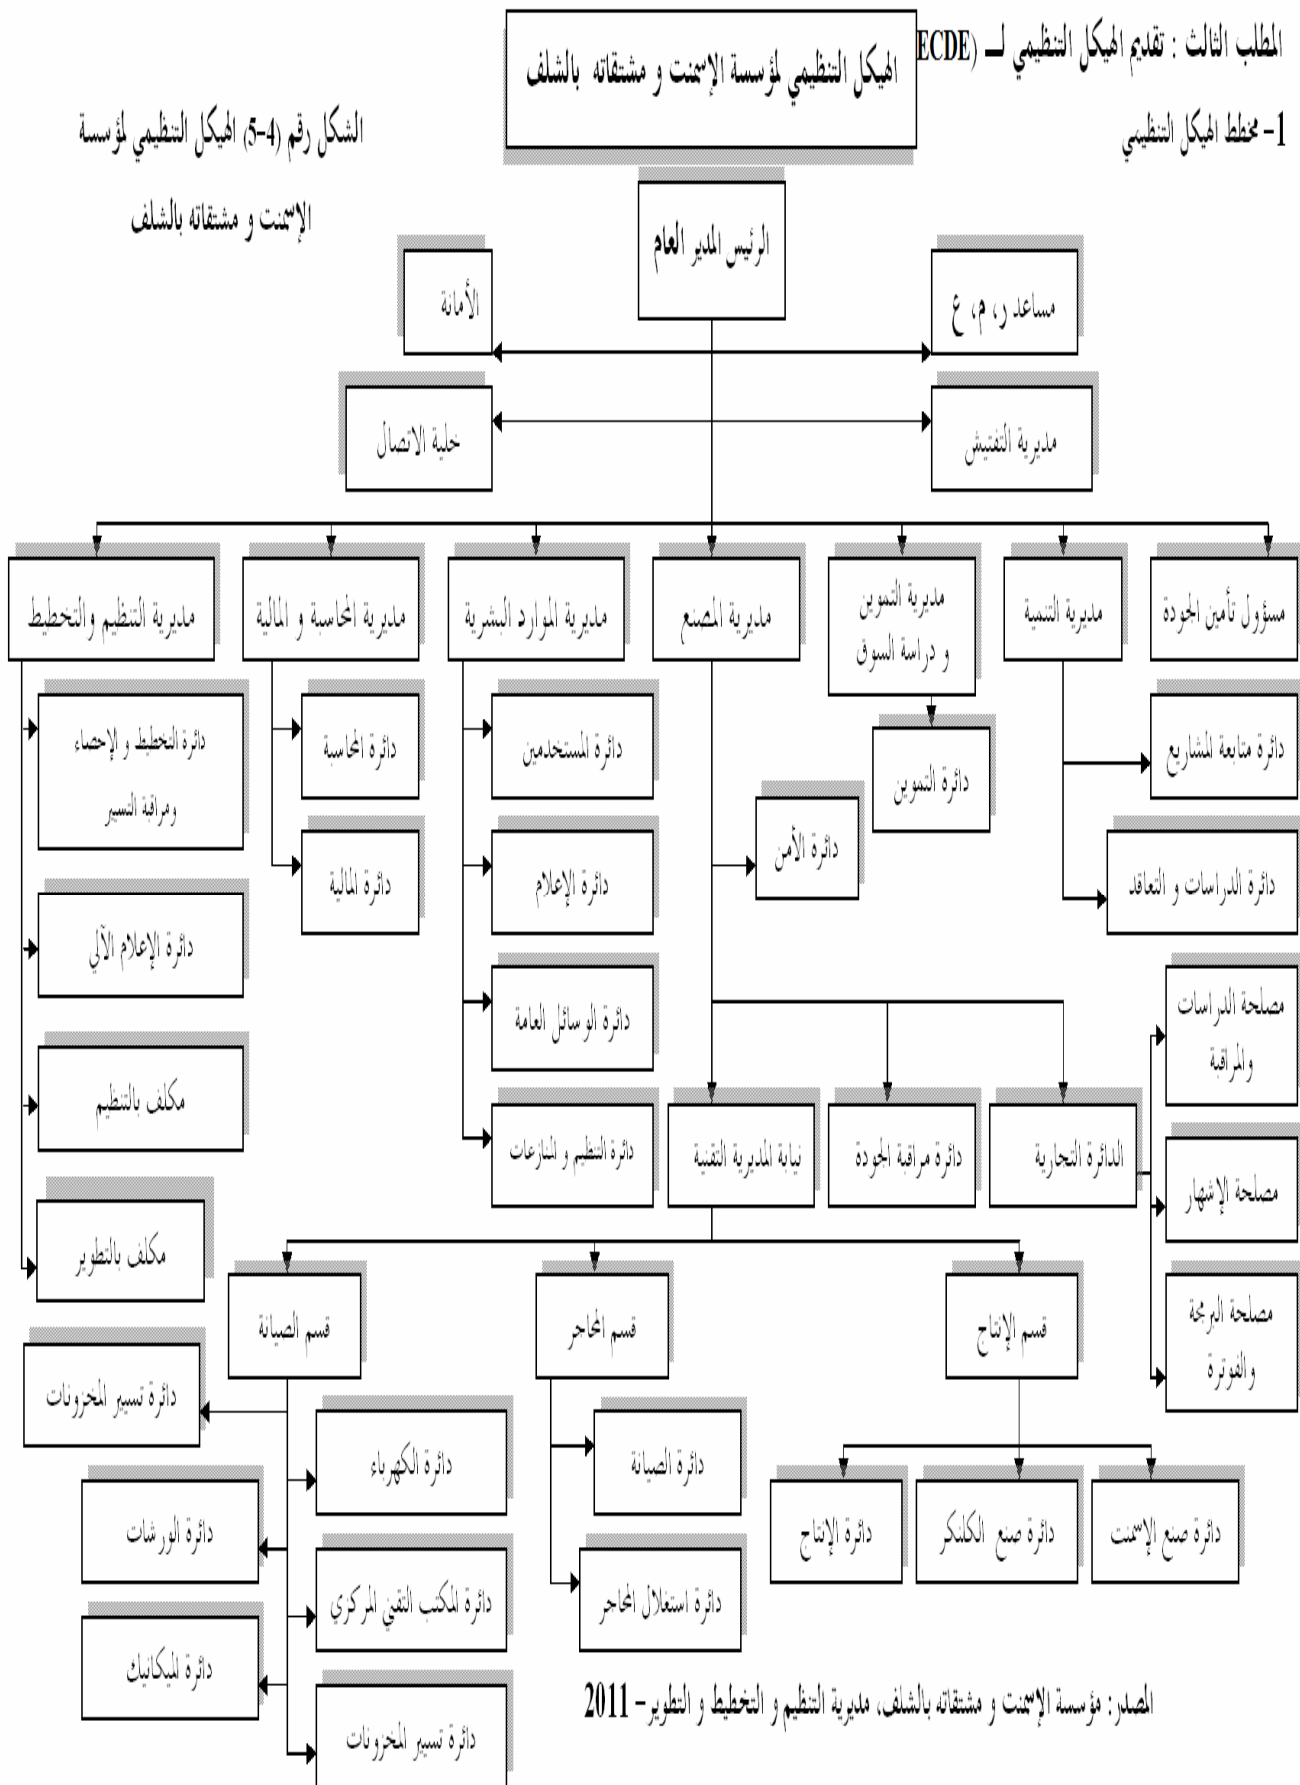 المطلب الثالث : تقديم الهيكل التنظيمي لـــ (ECDE
الهيكل التنظيمي لمؤسسة الإسمنت و مشتقاته بالشلف
1- مخطط الهيكل التنظيمي
الشكل رقم (4-5) الهيكل التنظيمي لمؤسسة
الإسمنت و مشتقاته بالشلف
الرئيس المدير العام
مساعد ر، م، ع
الأمانة
مديرية التفتيش
خلية الاتصال
مسؤول تأمين الجودة
مديرية التنمية
مديرية التموين
و دراسة السوق
مديرية المصنع
مديرية الموارد البشرية
مديرية المحاسبة و المالية
مديرية التنظيم والتخطيط
دائرة متابعة المشاريع
دائرة الدراسات و التعاقد
دائرة التموين
دائرة الأمن
دائرة المستخدمين
دائرة الإعلام
دائرة الوسائل العامة
دائرة التنظيم و المنازعات
دائرة المحاسبة
دائرة المالية
دائرة التخطيط و الإحصاء
ومراقبة التسيير
دائرة الإعلام الآلي
مكلف بالتنظيم
مكلف بالتطوير
الدائرة التجارية
دائرة مراقبة الجودة
نيابة المديرية التقنية
مصلحة الدراسات
والمراقبة
مصلحة الإشهار
مصلحة البرمجة
والفوترة
قسم الإنتاج
قسم المحاجر
قسم الصيانة
دائرة صنع الإسمنت
دائرة صنع الكلنكر
دائرة الإنتاج
دائرة الصيانة
دائرة استغلال المحاجر
دائرة تسيير المخزونات
دائرة الكهرباء
دائرة الورشات
دائرة المكتب التقني المركزي
دائرة الميكانيك
دائرة تسيير المخزونات
المصدر: مؤسسة الإسمنت و مشتقاته بالشلف، مديرية التنظيم و التخطيط و التطوير- 2011